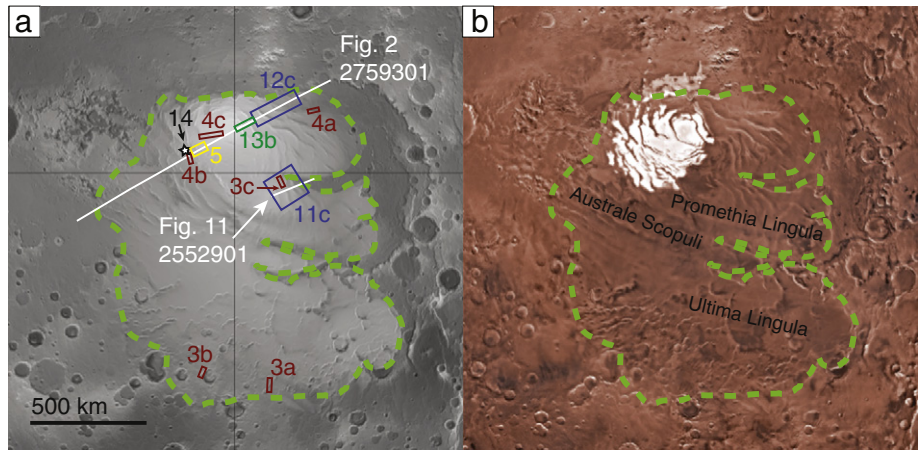 a
Fig. 2
2759301
12c
4c
4a
14
13b
5
4b
3c
11c
Fig. 11
2552901
3b
3a
500 km
b
Promethia Lingula
Australe Scopuli
Ultima Lingula